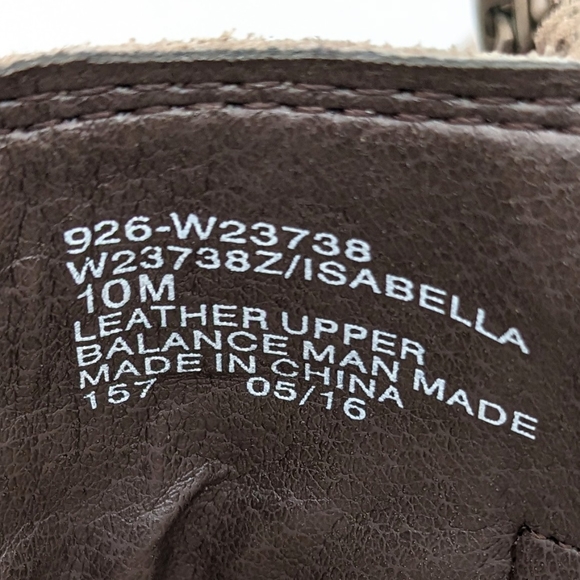 926-W23738
W23738Z/ISABELLA
10M
LEATHER UPPER
BALANCE MAN MADE
MADE IN CHINA
157 05/16